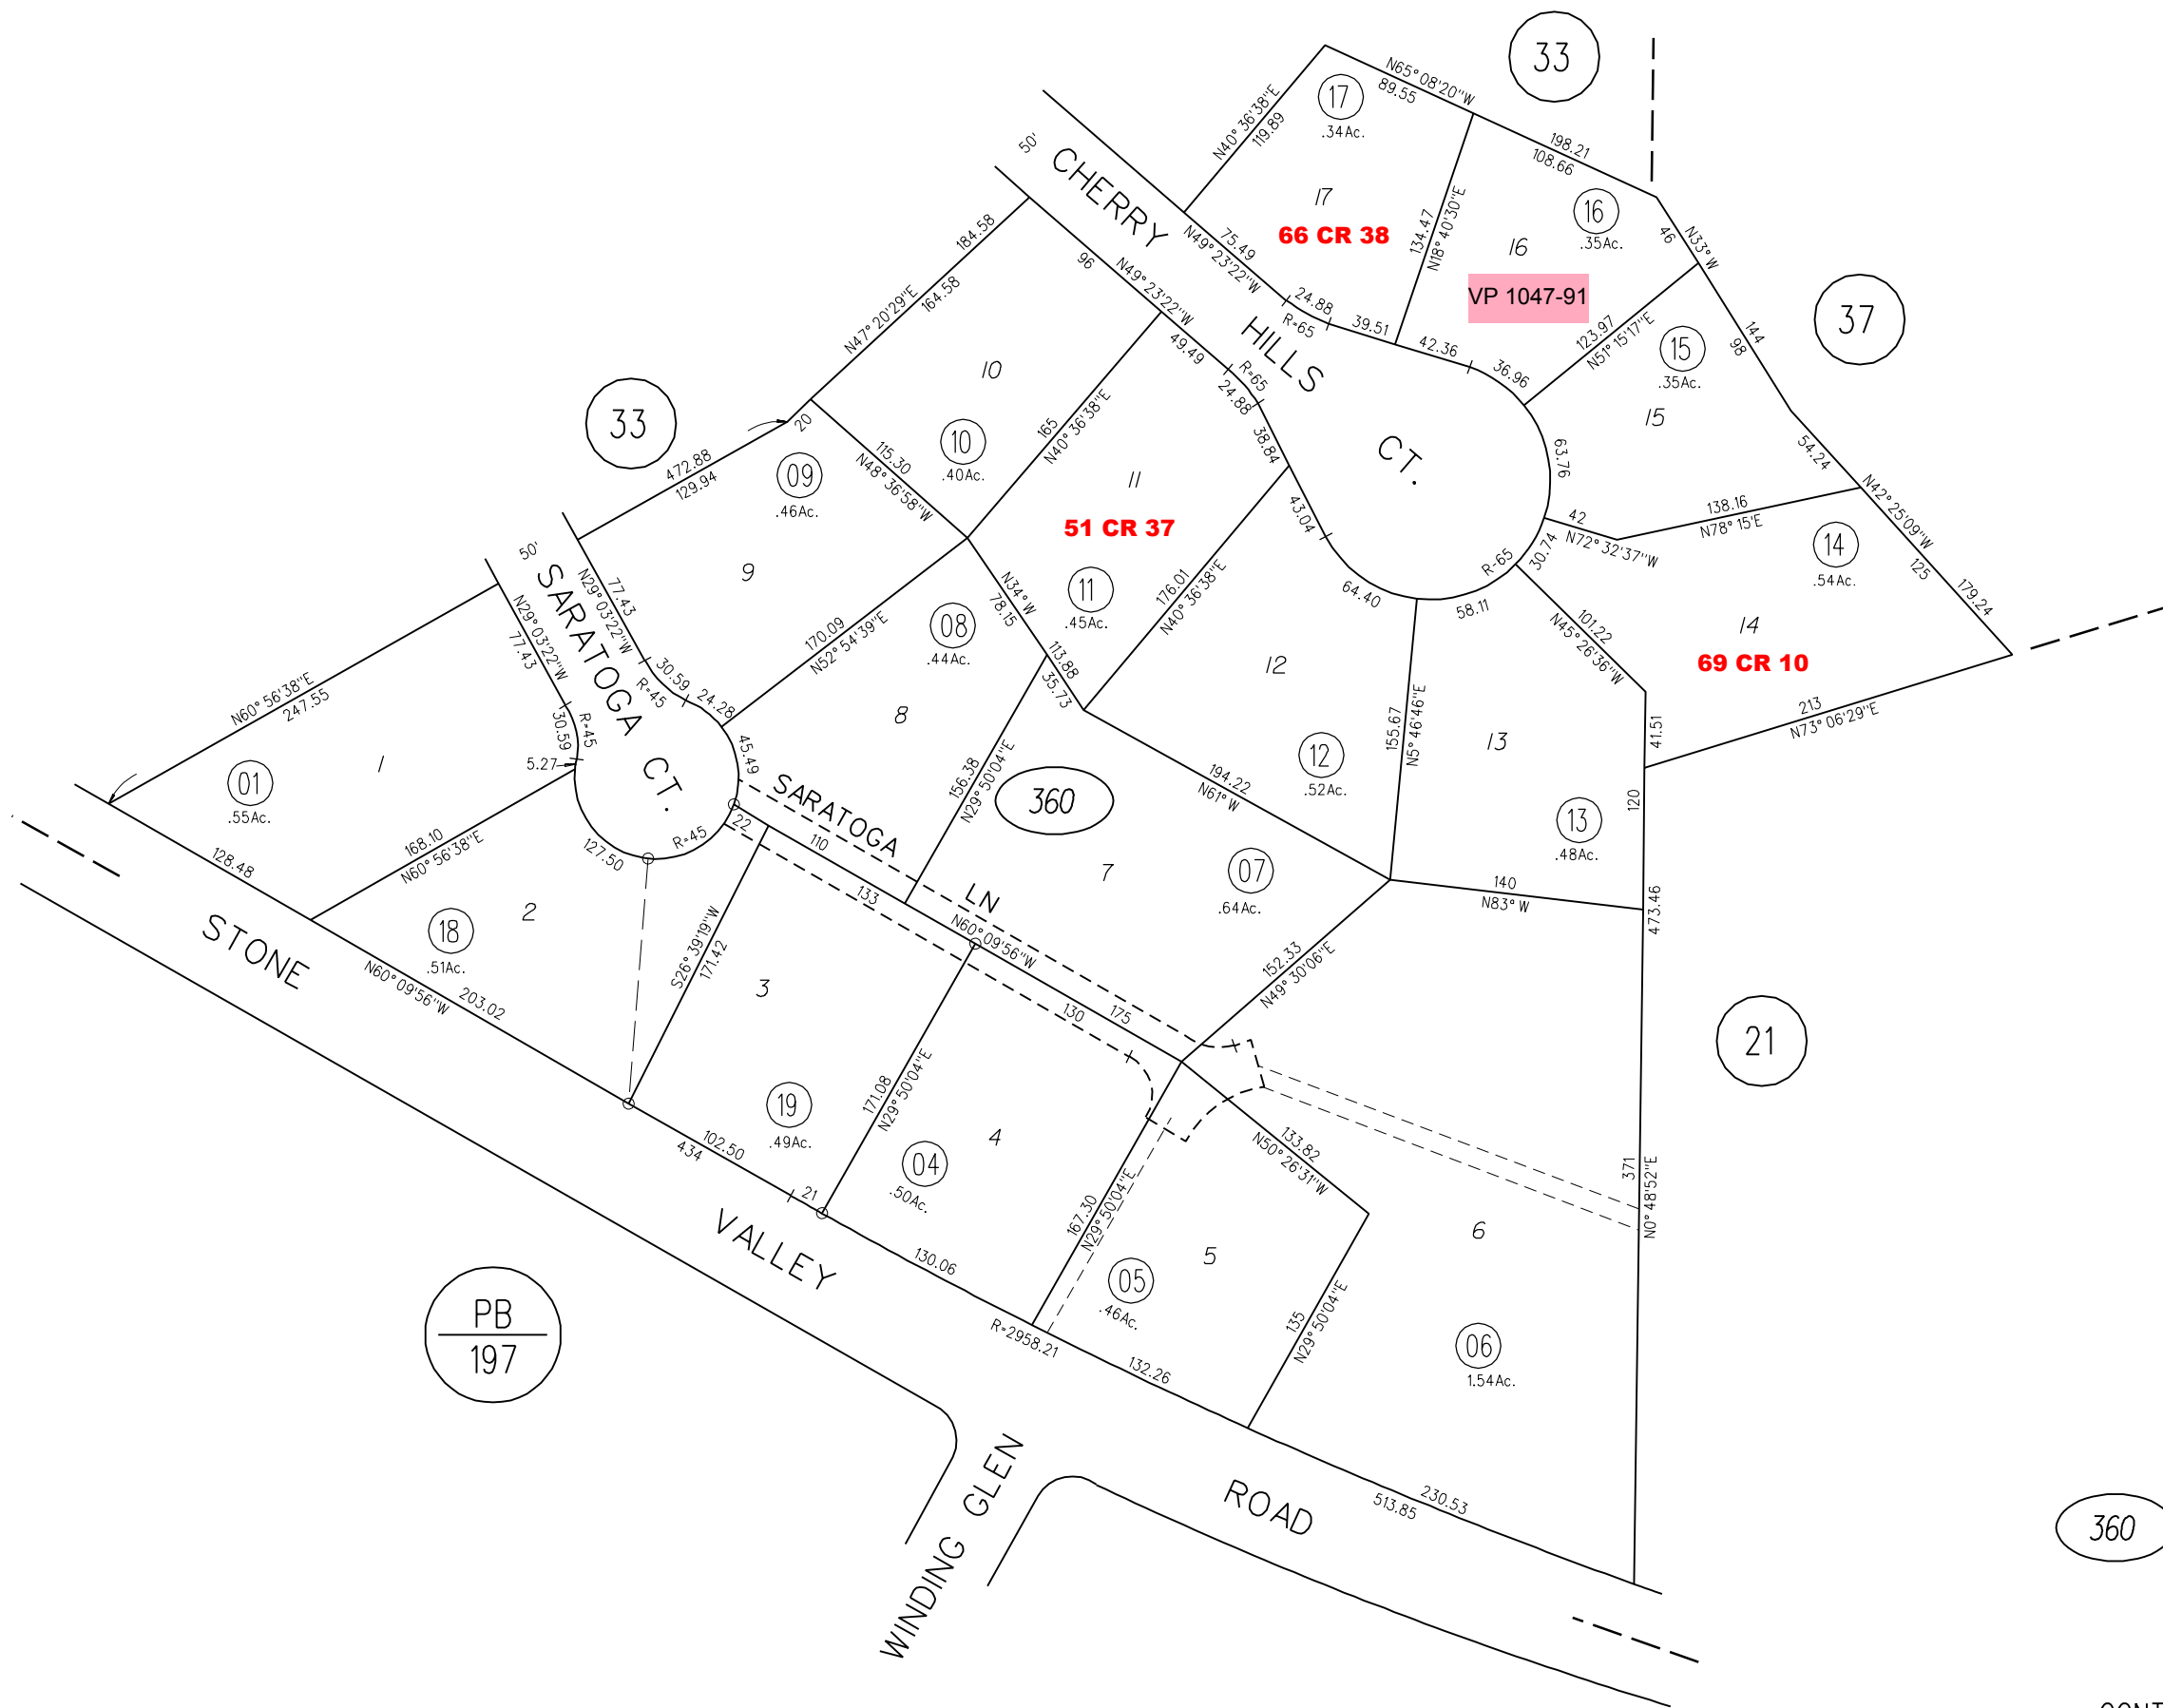 33
N65°08'20"W
89.55
198.21
108.66
N40°36'38"E
119.89
17
.34Ac.
17
66 CR 38
50'
CHERRY
HILLS
CT.
N49°23'22"W
75.49
24.88
R=65
39.51
134.47
N18°40'30"E
16
.35Ac.
16
VP 1047-91
42.36
36.96
46
N33°W
37
123.97
N51°15'17"E
15
.35Ac.
15
144
98
63.76
54.24
138.16
N78°15'E
42
N72°32'37"W
30.74
R-65
N42°25'09"W
125
179.24
14
.54Ac.
14
69 CR 10
213
N73°06'29"E
184.58
N47°20'29"E
164.58
96
N49°23'22"W
49.49
R=65
24.88
38.84
43.04
64.40
58.11
10
10
.40Ac.
165
N40°36'38"E
33
20
472.88
129.94
115.30
N48°36'58"W
09
.46Ac.
9
11
51 CR 37
11
.45Ac.
176.01
N40°36'38"E
N34°W
78.15
113.88
35.73
50'
SARATOGA
CT.
N29°03'22"W
77.43
N29°03'22"W
77.43
30.59
R=45
24.28
45.49
30.59
R=45
5.27
127.50
R=45
170.09
N52°54'39"E
08
.44Ac.
8
N60°56'38"E
247.55
1
01
.55Ac.
168.10
N60°56'38"E
128.48
12
12
.52Ac.
155.67
N5°46'46"E
13
13
.48Ac.
101.22
N45°26'36"W
41.51
120
473.46
140
N83°W
194.22
N61°W
360
156.38
N29°50'04"E
7
07
.64Ac.
SARATOGA
LN
22
110
133
N60°09'56"W
130
175
152.33
N49°30'06"E
2
18
.51Ac.
STONE
VALLEY
ROAD
N60°09'56"W
203.02
S26°39'19"W
171.42
3
19
.49Ac.
102.50
434
21
171.08
N29°50'04"E
4
04
.50Ac.
130.06
167.30
N29°50'04"E
133.82
N50°26'31"W
5
05
.46Ac.
R=2958.21
132.26
135
N29°50'04"E
6
06
1.54Ac.
371
N0°48'52"E
21
230.53
513.85
PB
197
WINDING GLEN
360